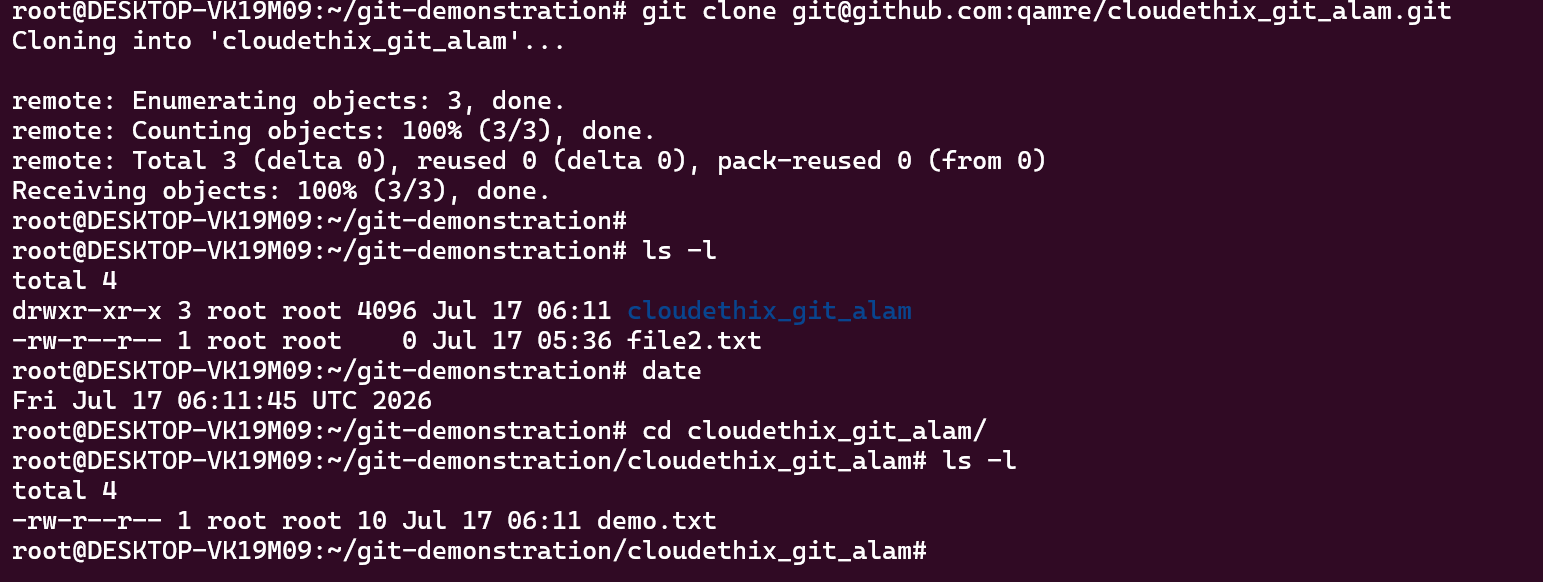 root@DESKTOP-VK19M09:~/git-demonstration# git clone git@github.com:qamre/cloudethix_git_alam.git
Cloning into 'cloudethix_git_alam'...
remote: Enumerating objects: 3, done.
remote: Counting objects: 100% (3/3), done.
remote: Total 3 (delta 0), reused 0 (delta 0), pack-reused 0 (from 0)
Receiving objects: 100% (3/3), done.
root@DESKTOP-VK19M09:~/git-demonstration#
root@DESKTOP-VK19M09:~/git-demonstration# ls -l
total 4
drwxr-xr-x 3 root root 4096 Jul 17 06:11 cloudethix_git_alam
-rw-r--r-- 1 root root    0 Jul 17 05:36 file2.txt
root@DESKTOP-VK19M09:~/git-demonstration# date
Fri Jul 17 06:11:45 UTC 2026
root@DESKTOP-VK19M09:~/git-demonstration# cd cloudethix_git_alam/
root@DESKTOP-VK19M09:~/git-demonstration/cloudethix_git_alam# ls -l
total 4
-rw-r--r-- 1 root root 10 Jul 17 06:11 demo.txt
root@DESKTOP-VK19M09:~/git-demonstration/cloudethix_git_alam#